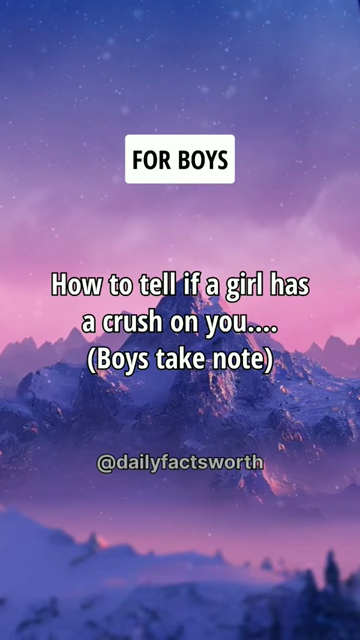 FOR BOYS
How to tell if a girl has
a crush on you....
(Boys take note)
@dailyfactsworth